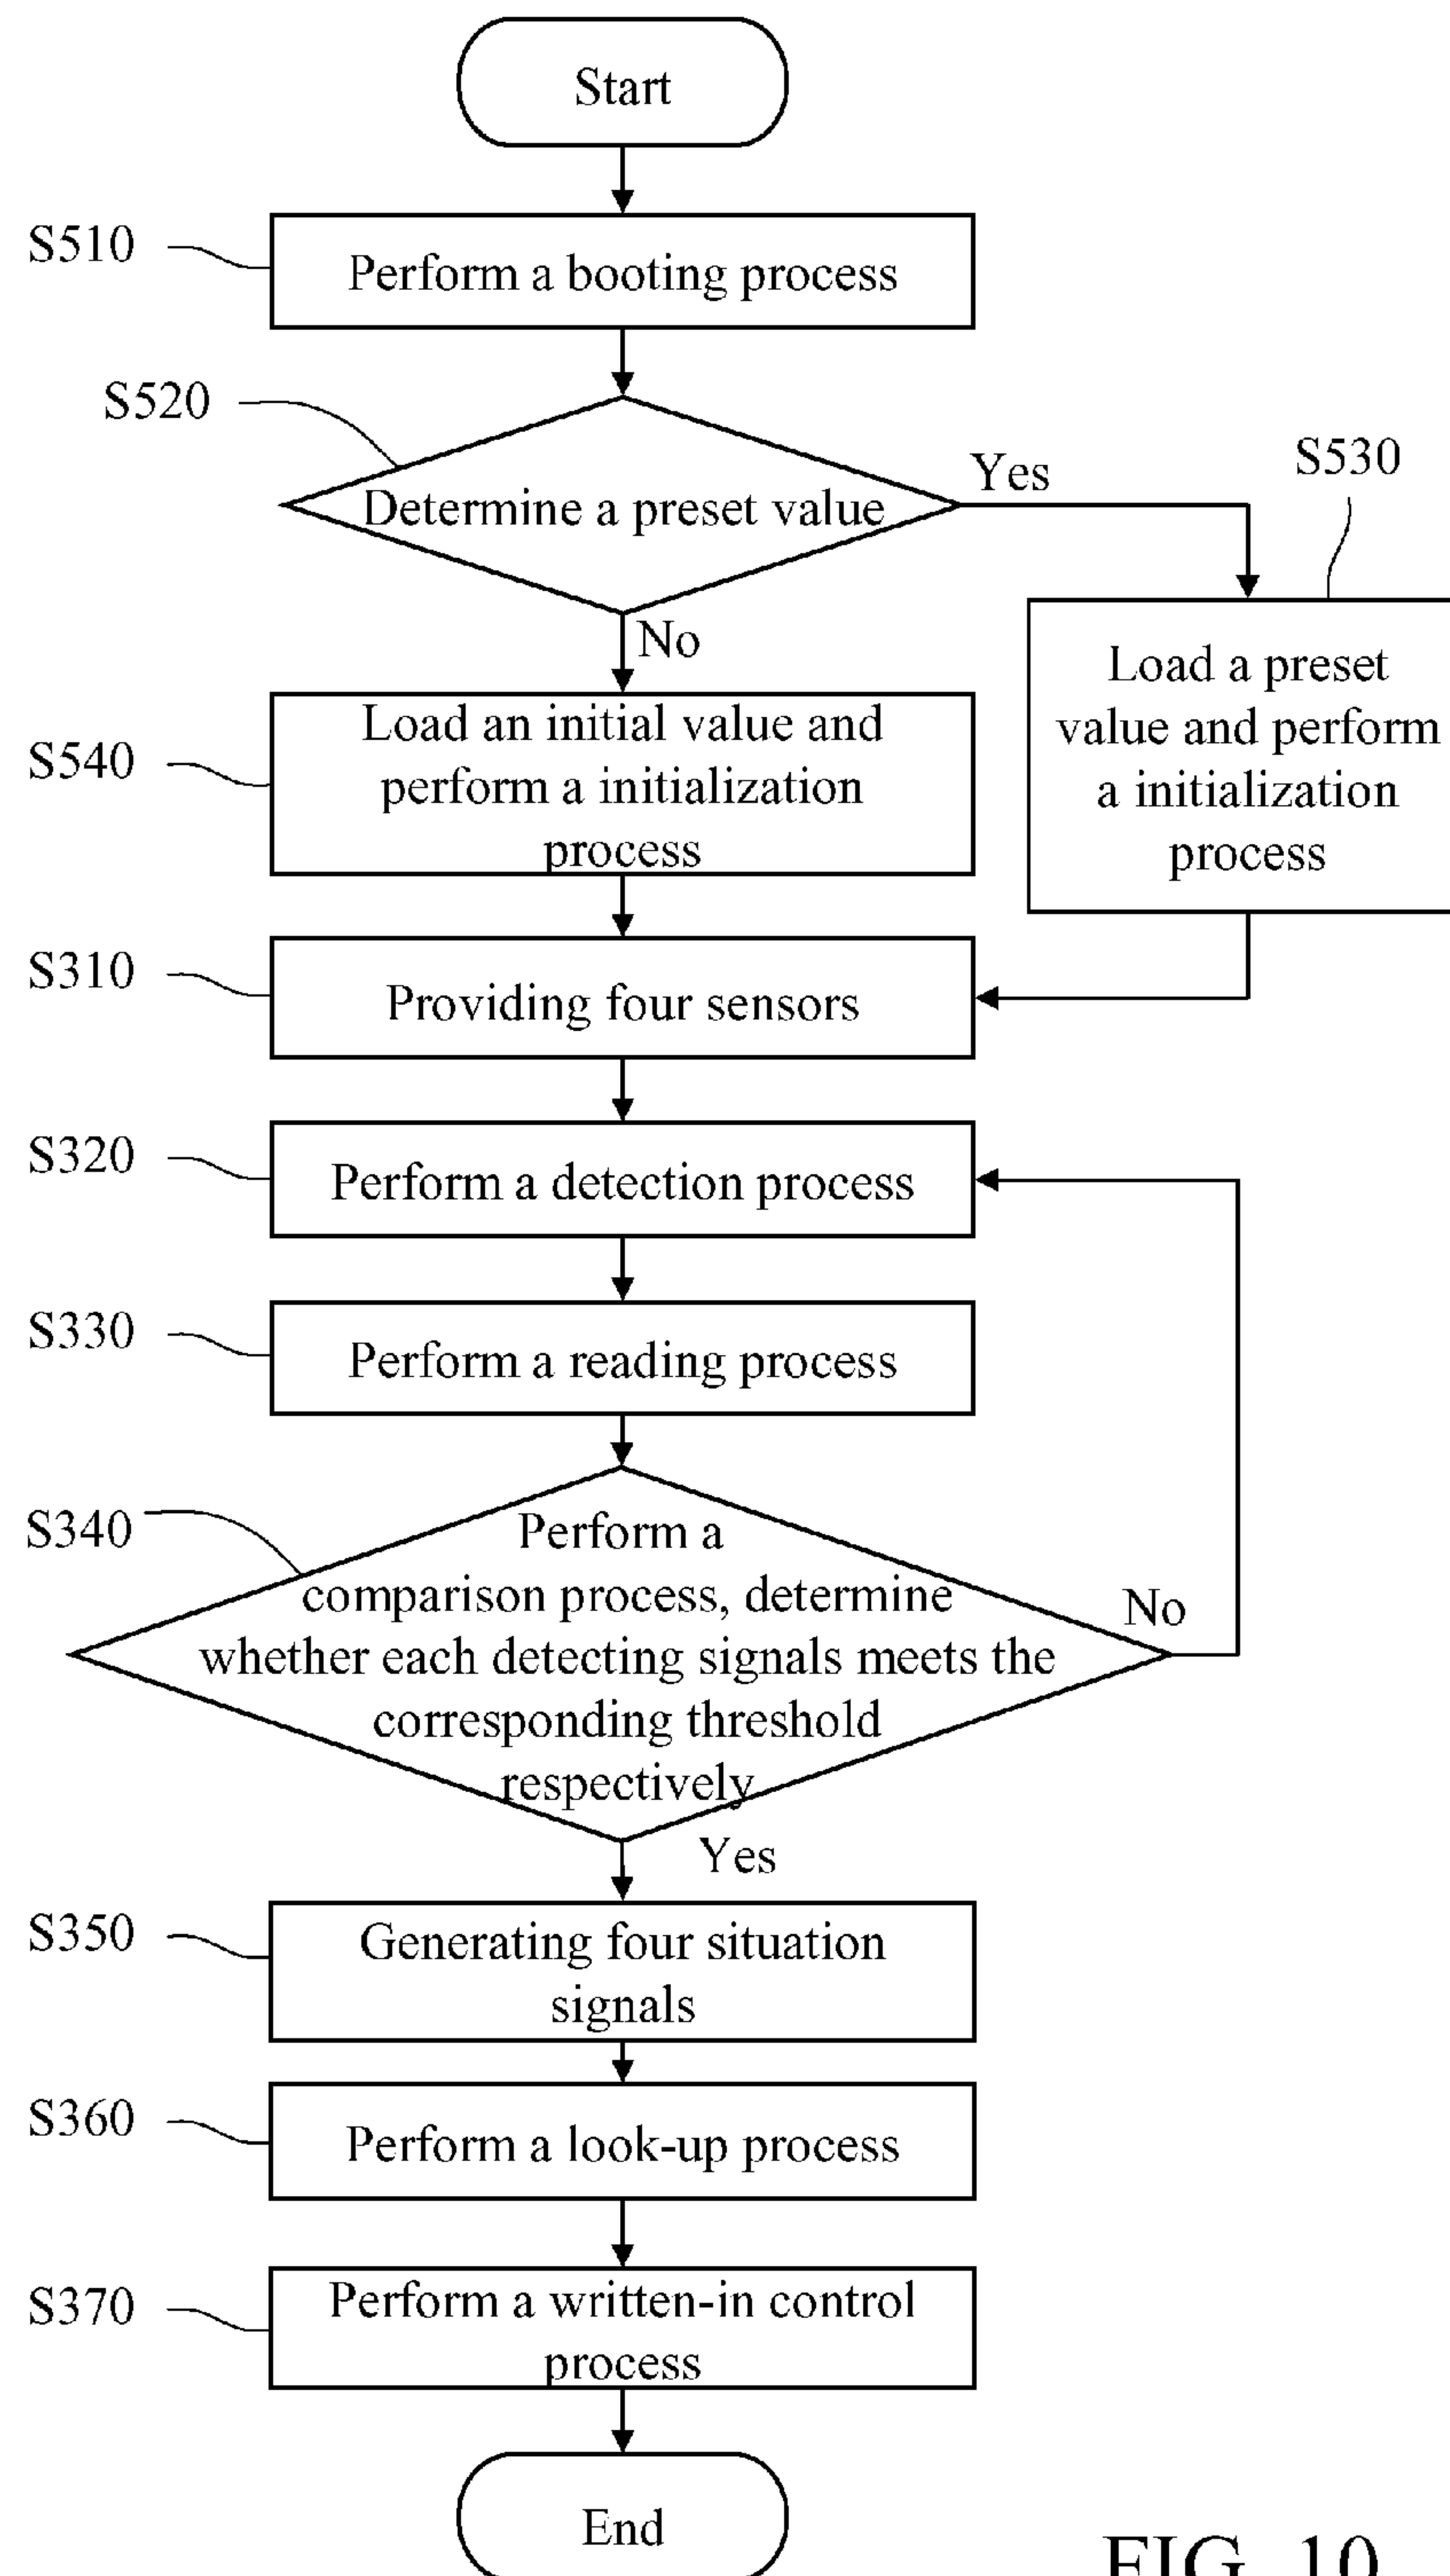 Start
S510
Perform a booting process
S520
Determine a preset value
Yes
S530
No
Load a preset
value and perform
a initialization
process
S540
Load an initial value and
perform a initialization
process
S310
Providing four sensors
S320
Perform a detection process
S330
Perform a reading process
S340
Perform a
comparison process, determine
whether each detecting signals meets the
corresponding threshold
respectively
No
Yes
S350
Generating four situation
signals
S360
Perform a look-up process
S370
Perform a written-in control
process
End
FIG. 10